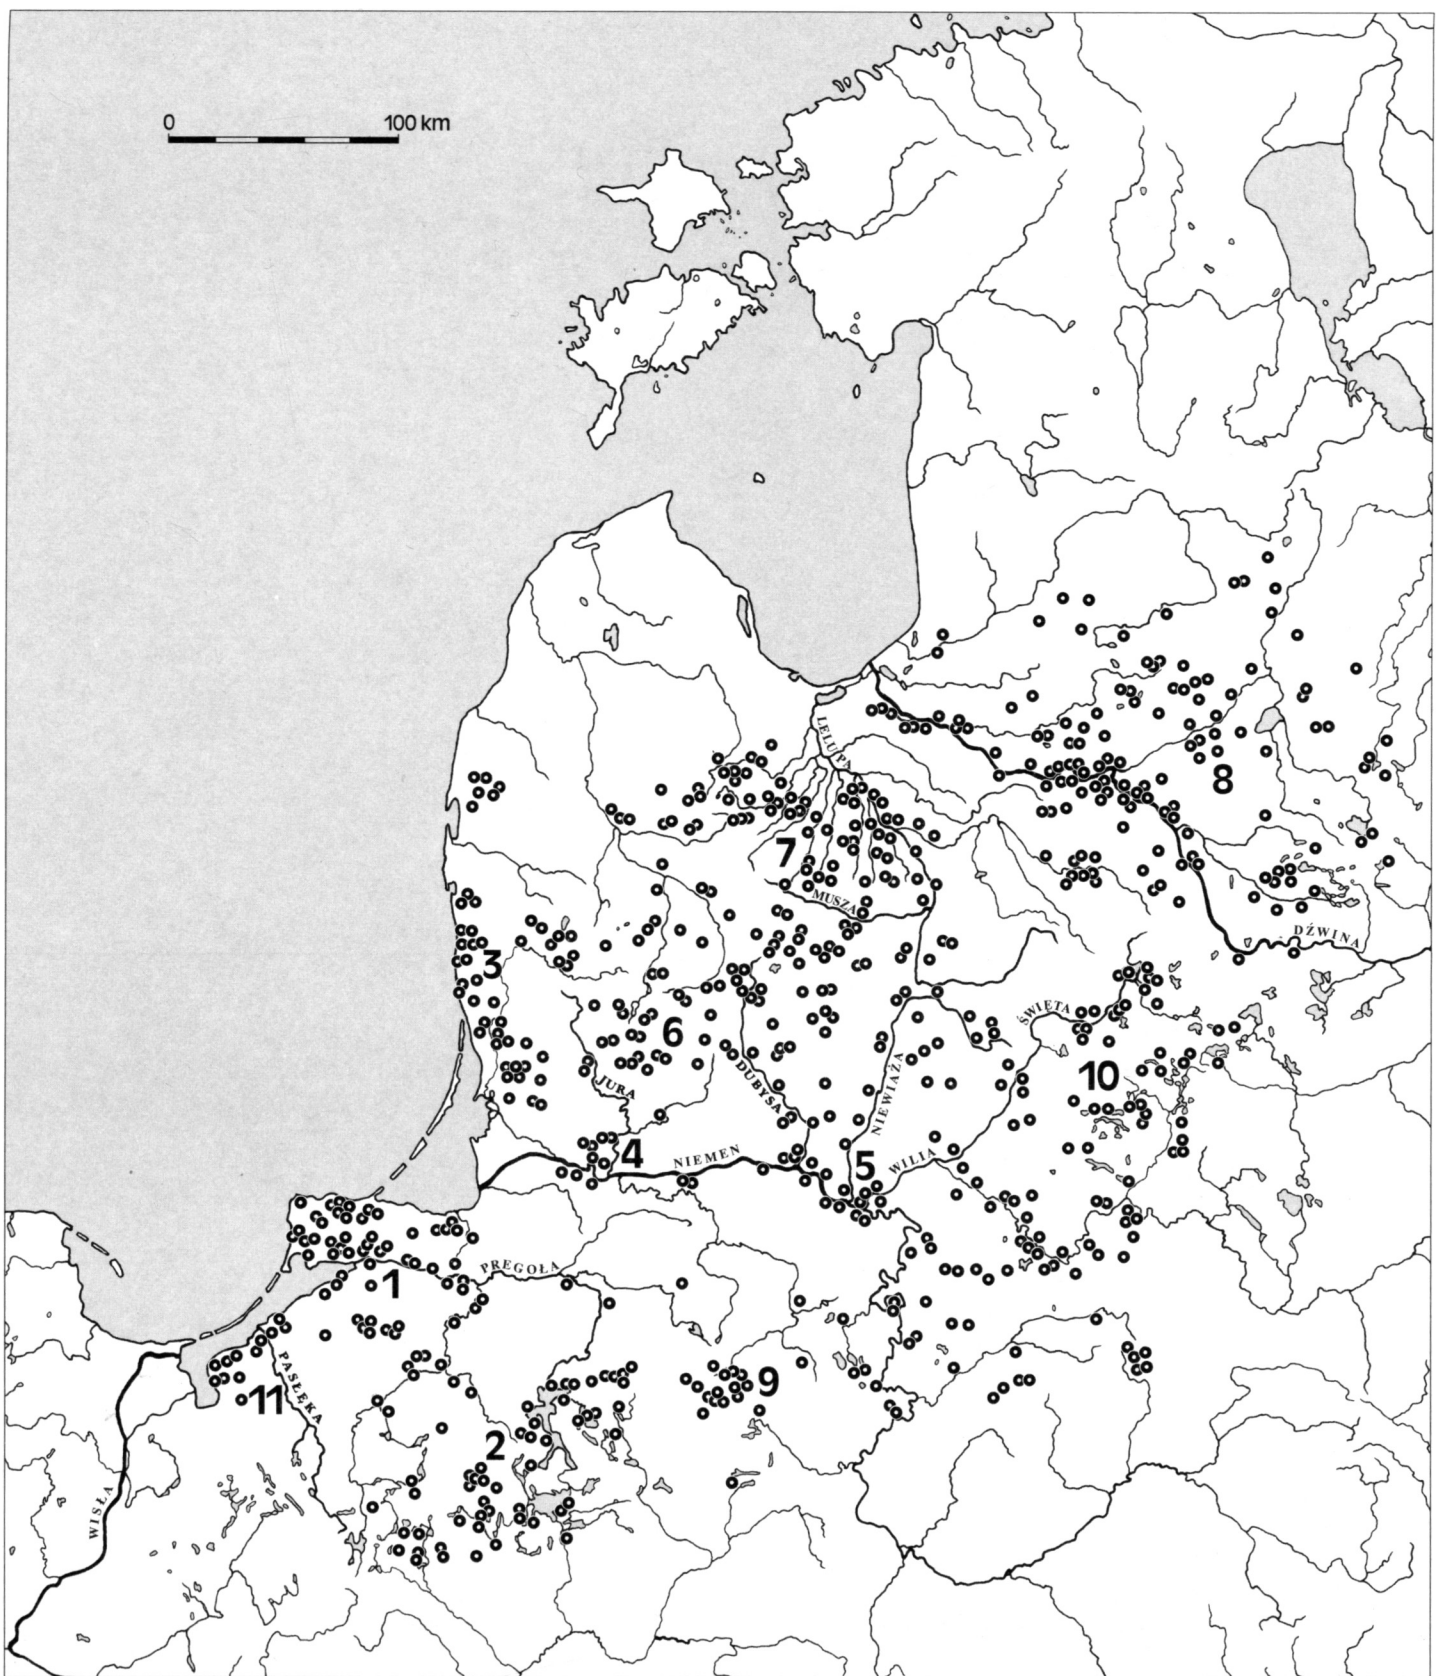 0 100 km
LELUPA
8
7
MUSZA
DŹWINA
3
ŚWIĘTA
6
10
JURA
DUBYSA
NIEWIAŻA
4
NIEMEN
5
WILIA
PREGOŁA
1
PASŁĘKA
11
9
2
WISŁA